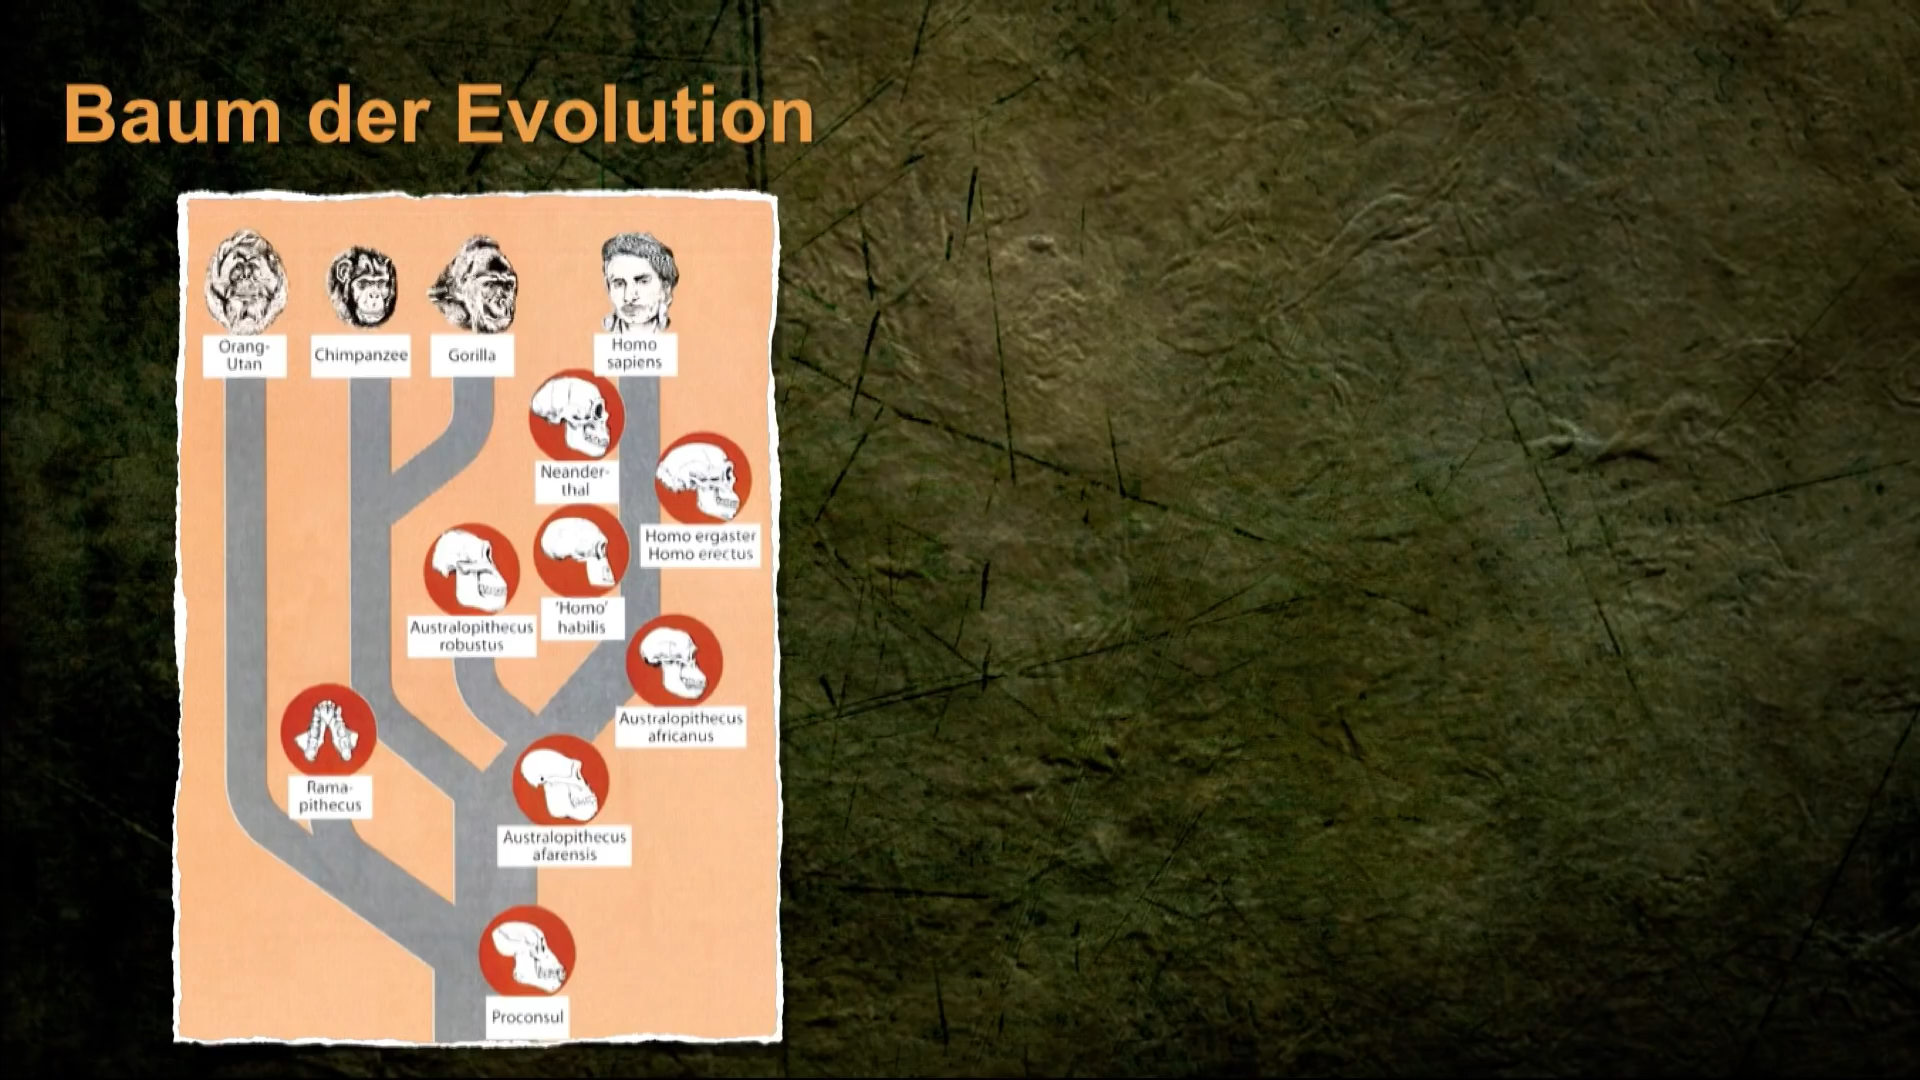 Baum der Evolution
Orang-
Utan
Chimpanzee
Gorilla
Homo
sapiens
Neander-
thal
Homo ergaster
Homo erectus
Australopithecus
robustus
'Homo'
habilis
Australopithecus
africanus
Rama-
pithecus
Australopithecus
afarensis
Proconsul